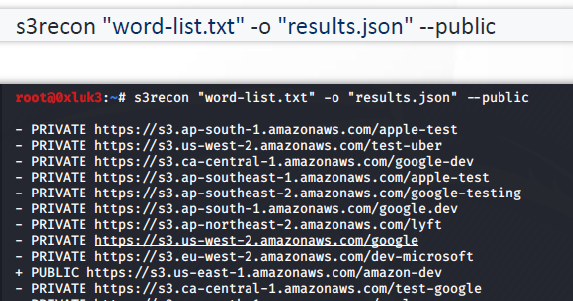 s3recon "word-list.txt" -o "results.json" --public
root@0xluk3:~# s3recon "word-list.txt" -o "results.json" --public
- PRIVATE https://s3.ap-south-1.amazonaws.com/apple-test
- PRIVATE https://s3.us-west-2.amazonaws.com/test-uber
- PRIVATE https://s3.ca-central-1.amazonaws.com/google-dev
- PRIVATE https://s3.ap-southeast-1.amazonaws.com/apple-test
- PRIVATE https://s3.ap-southeast-2.amazonaws.com/google-testing
- PRIVATE https://s3.ap-south-1.amazonaws.com/google.dev
- PRIVATE https://s3.ap-northeast-2.amazonaws.com/lyft
- PRIVATE https://s3.us-west-2.amazonaws.com/google
- PRIVATE https://s3.eu-west-2.amazonaws.com/dev-microsoft
+ PUBLIC https://s3.us-east-1.amazonaws.com/amazon-dev
- PRIVATE https://s3.ca-central-1.amazonaws.com/test-google